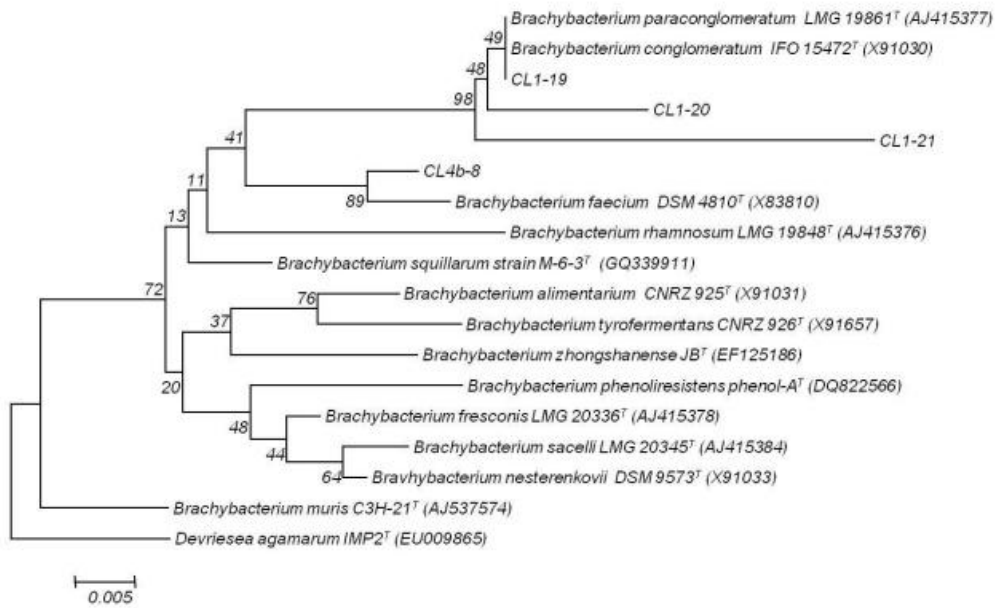 Brachybacterium paraconglomeratum LMG 19861T (AJ415377)
49
Brachybacterium conglomeratum IFO 15472T (X91030)
48
CL1-19
98
CL1-20
41
CL1-21
CL4b-8
11
89
Brachybacterium faecium DSM 4810T (X83810)
13
Brachybacterium rhamnosum LMG 19848T (AJ415376)
Brachybacterium squillarum strain M-6-3T (GQ339911)
72
76
Brachybacterium alimentarium CNRZ 925T (X91031)
37
Brachybacterium tyrofermentans CNRZ 926T (X91657)
Brachybacterium zhongshanense JBT (EF125186)
20
Brachybacterium phenoliresistens phenol-AT (DQ822566)
48
Brachybacterium fresconis LMG 20336T (AJ415378)
44
Brachybacterium sacelli LMG 20345T (AJ415384)
64
Bravhybacterium nesterenkovii DSM 9573T (X91033)
Brachybacterium muris C3H-21T (AJ537574)
Devriesea agamarum IMP2T (EU009865)
0.005